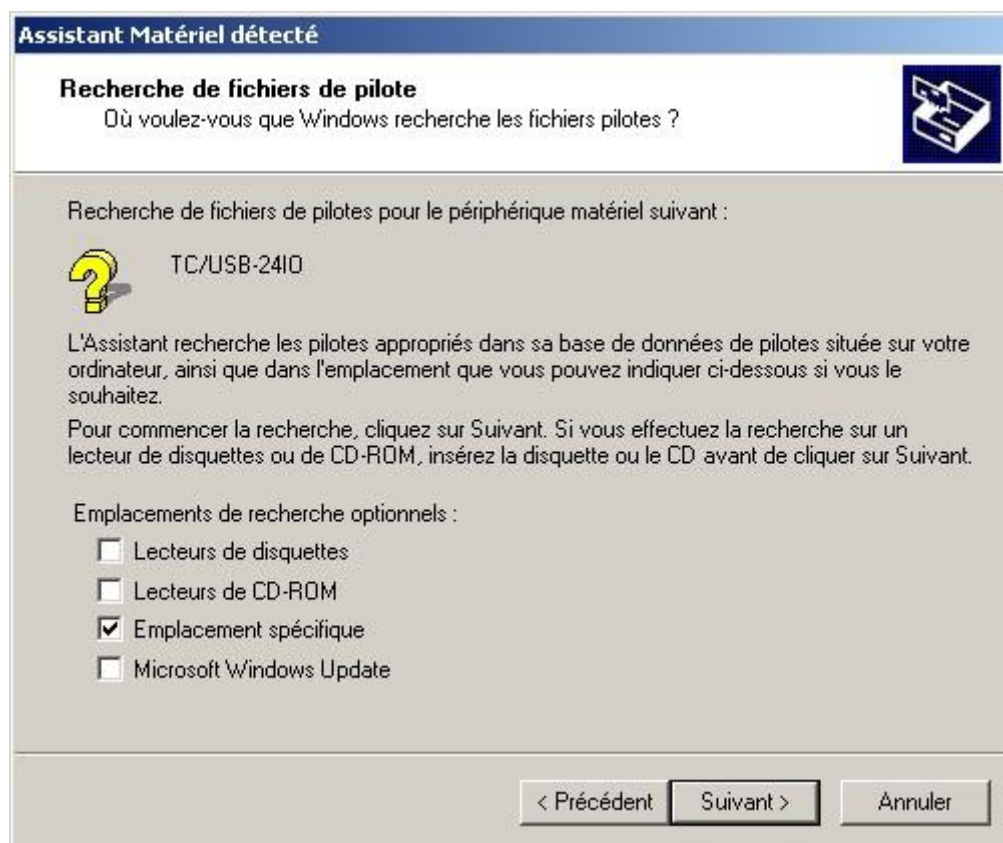 Assistant Matériel détecté
Recherche de fichiers de pilote
Où voulez-vous que Windows recherche les fichiers pilotes ?
Recherche de fichiers de pilotes pour le périphérique matériel suivant :
TC/USB-24IO
L'Assistant recherche les pilotes appropriés dans sa base de données de pilotes située sur votre
ordinateur, ainsi que dans l'emplacement que vous pouvez indiquer ci-dessous si vous le
souhaitez.
Pour commencer la recherche, cliquez sur Suivant. Si vous effectuez la recherche sur un
lecteur de disquettes ou de CD-ROM, insérez la disquette ou le CD avant de cliquer sur Suivant.
Emplacements de recherche optionnels :
Lecteurs de disquettes
Lecteurs de CD-ROM
Emplacement spécifique
Microsoft Windows Update
< Précédent
Suivant >
Annuler